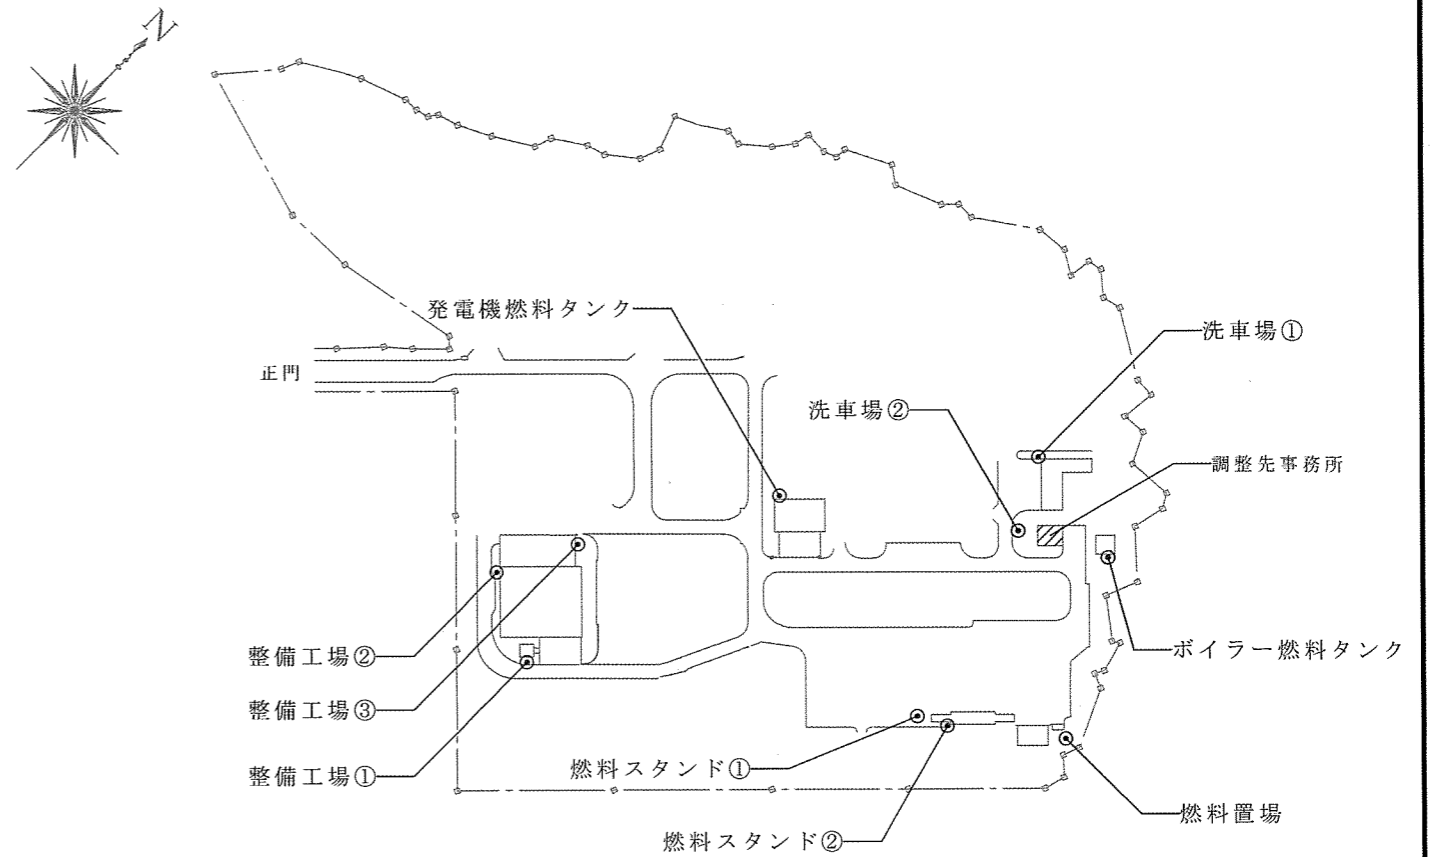 N
発電機燃料タンク
洗車場①
正門
洗車場②
調整先事務所
整備工場②
ボイラー燃料タンク
整備工場③
整備工場①
燃料スタンド①
燃料置場
燃料スタンド②